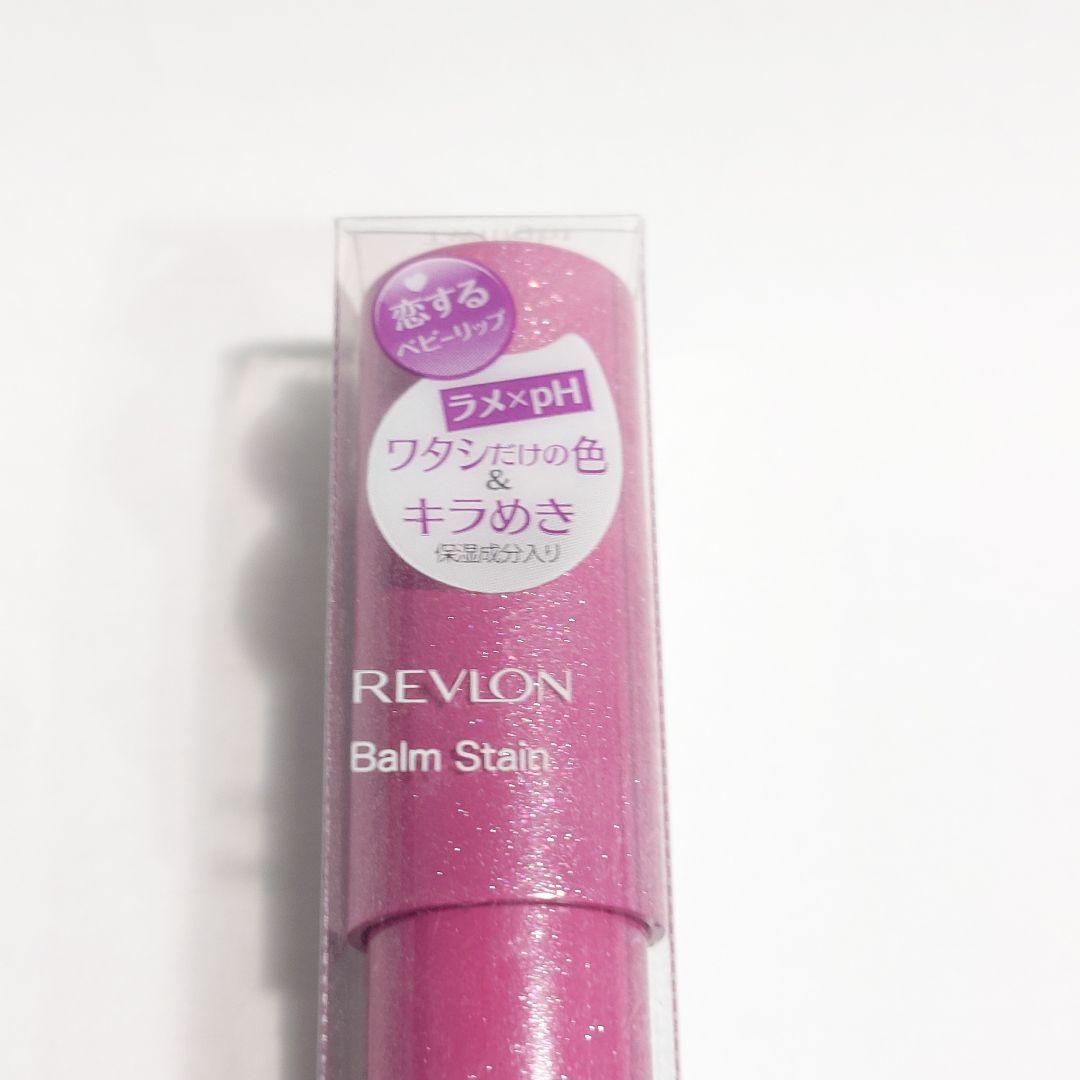 恋する
ベビーリップ
ラメ×pH
ワタシだけの色
&
キラめき
保湿成分入り
REVLON
Balm Stain